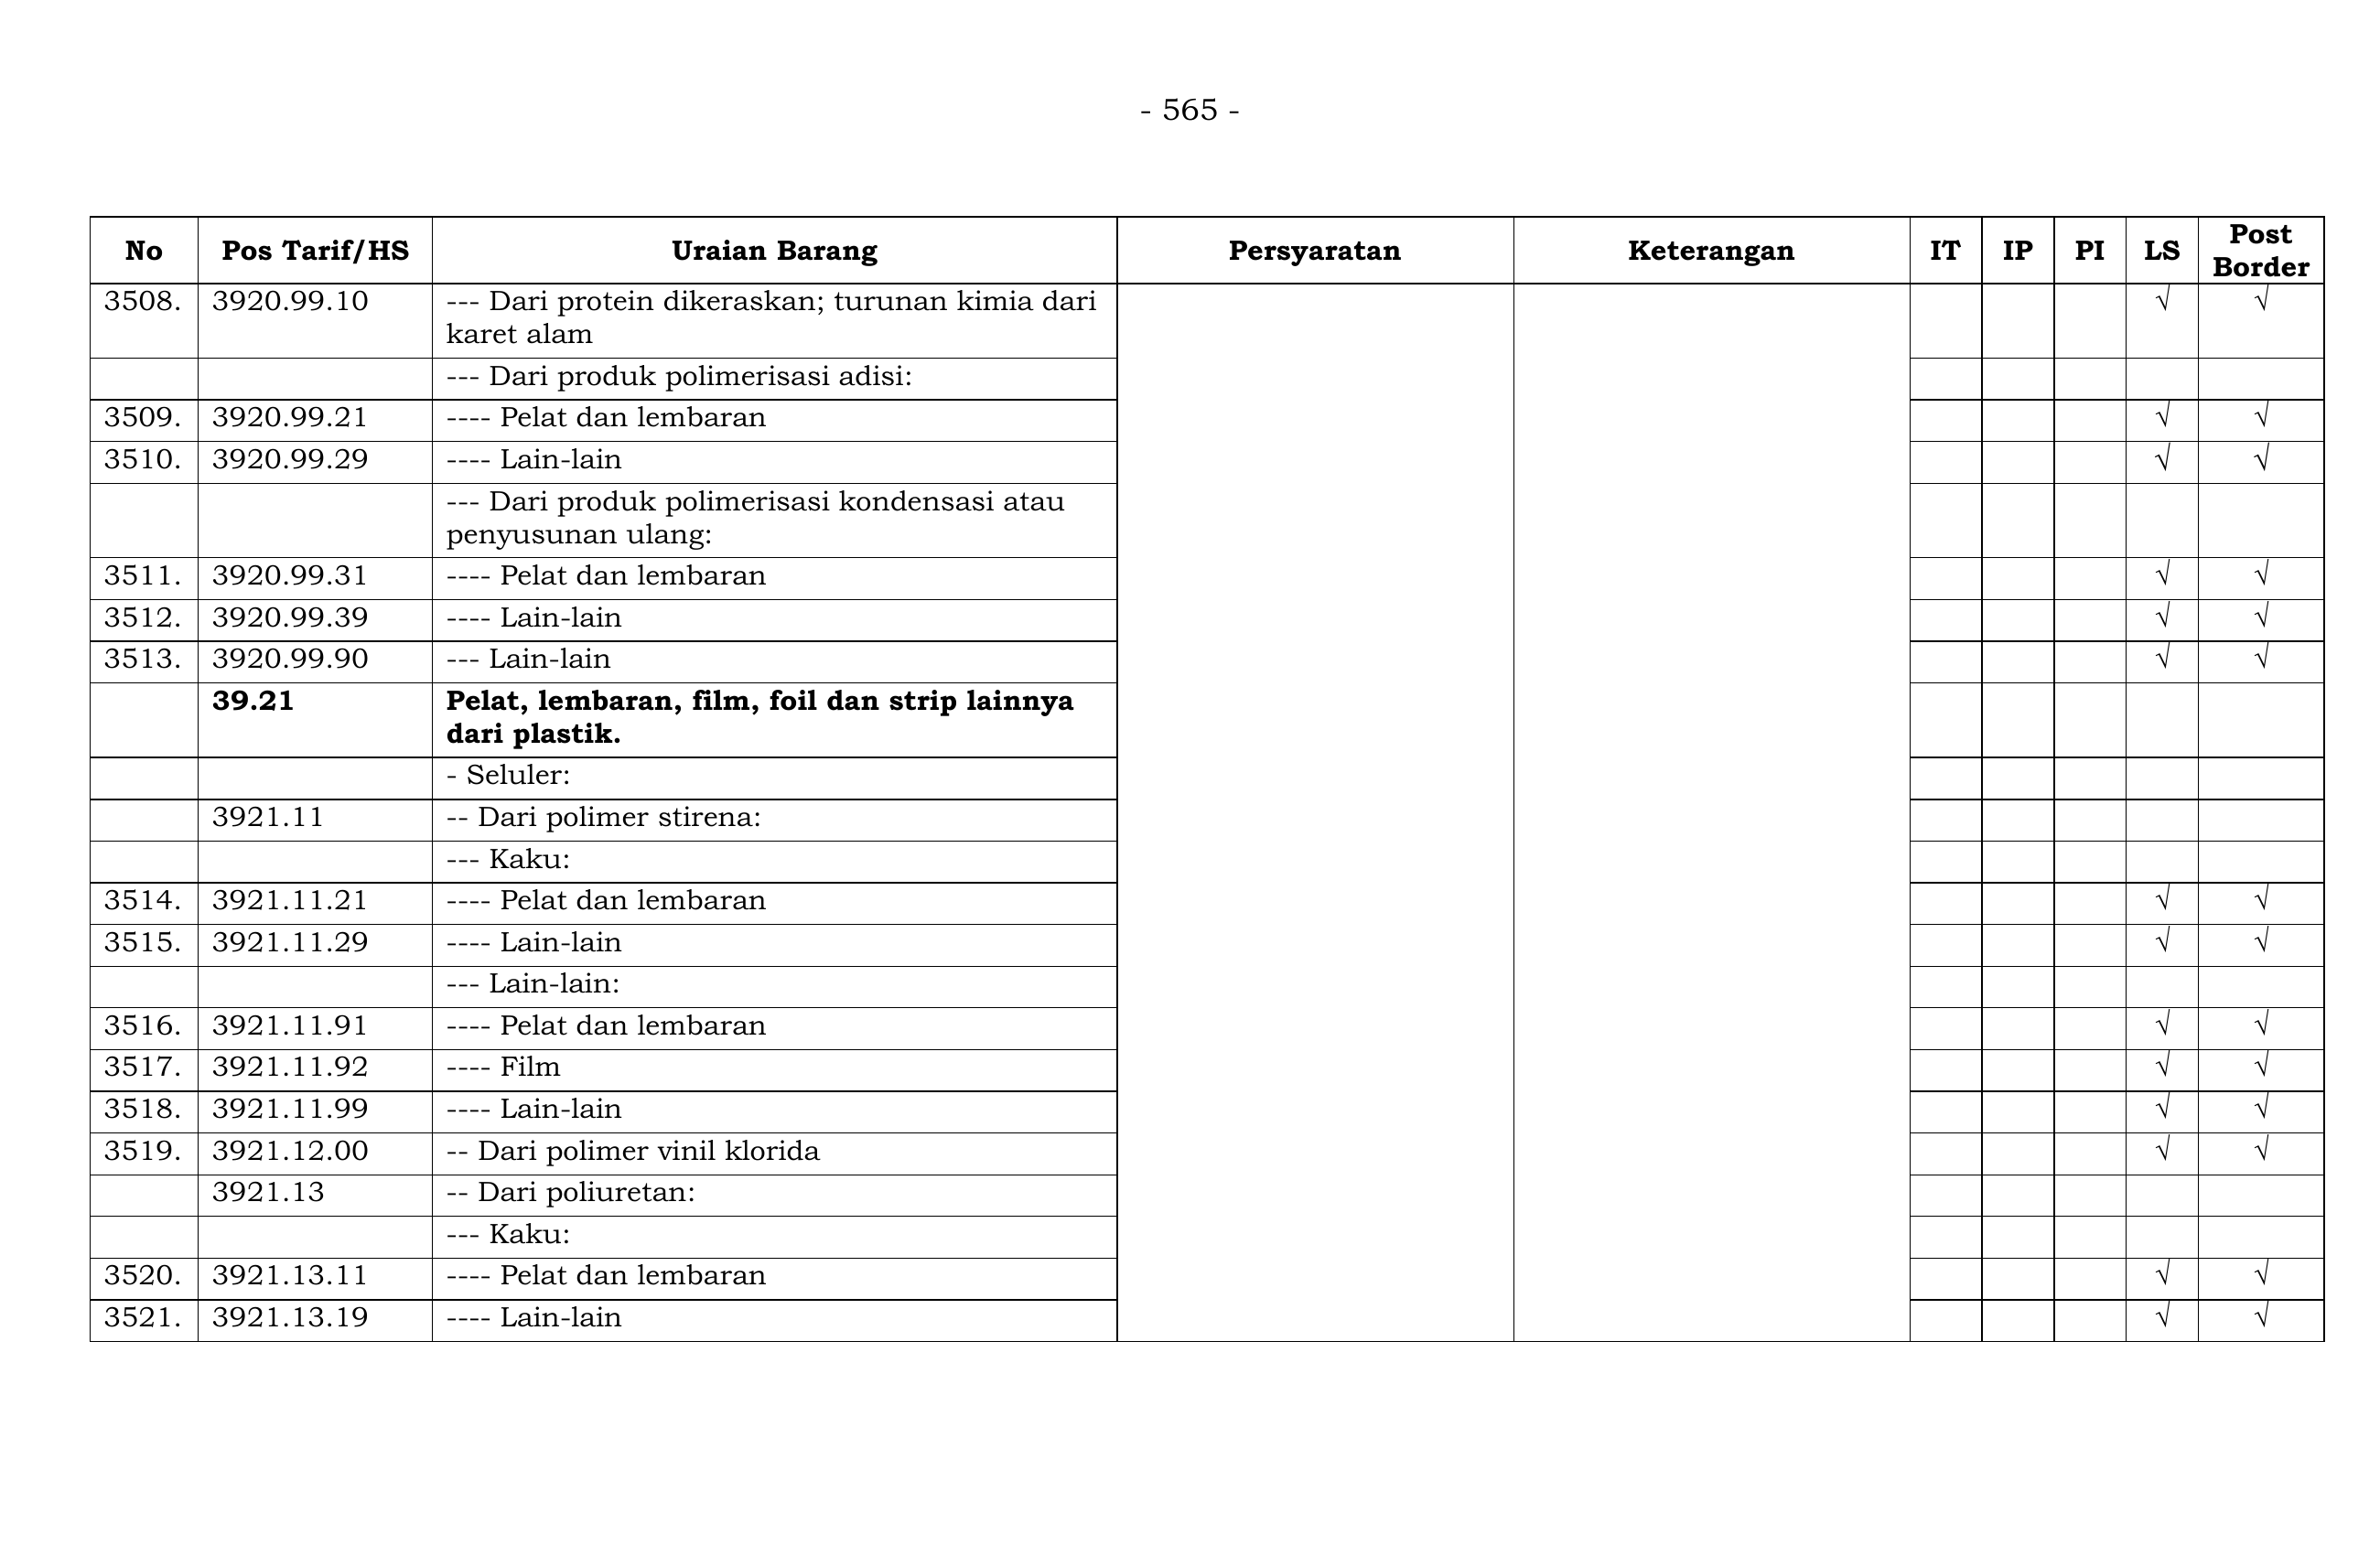 - 565 -
No Pos Tarif/HS Uraian Barang Persyaratan Keterangan IT IP PI LS Post Border
3508. 3920.99.10 --- Dari protein dikeraskan; turunan kimia dari √ √
karet alam
--- Dari produk polimerisasi adisi:
3509. 3920.99.21 ---- Pelat dan lembaran √ √
3510. 3920.99.29 ---- Lain-lain √ √
--- Dari produk polimerisasi kondensasi atau
penyusunan ulang:
3511. 3920.99.31 ---- Pelat dan lembaran √ √
3512. 3920.99.39 ---- Lain-lain √ √
3513. 3920.99.90 --- Lain-lain √ √
39.21 Pelat, lembaran, film, foil dan strip lainnya
dari plastik.
- Seluler:
3921.11 -- Dari polimer stirena:
--- Kaku:
3514. 3921.11.21 ---- Pelat dan lembaran √ √
3515. 3921.11.29 ---- Lain-lain √ √
--- Lain-lain:
3516. 3921.11.91 ---- Pelat dan lembaran √ √
3517. 3921.11.92 ---- Film √ √
3518. 3921.11.99 ---- Lain-lain √ √
3519. 3921.12.00 -- Dari polimer vinil klorida √ √
3921.13 -- Dari poliuretan:
--- Kaku:
3520. 3921.13.11 ---- Pelat dan lembaran √ √
3521. 3921.13.19 ---- Lain-lain √ √